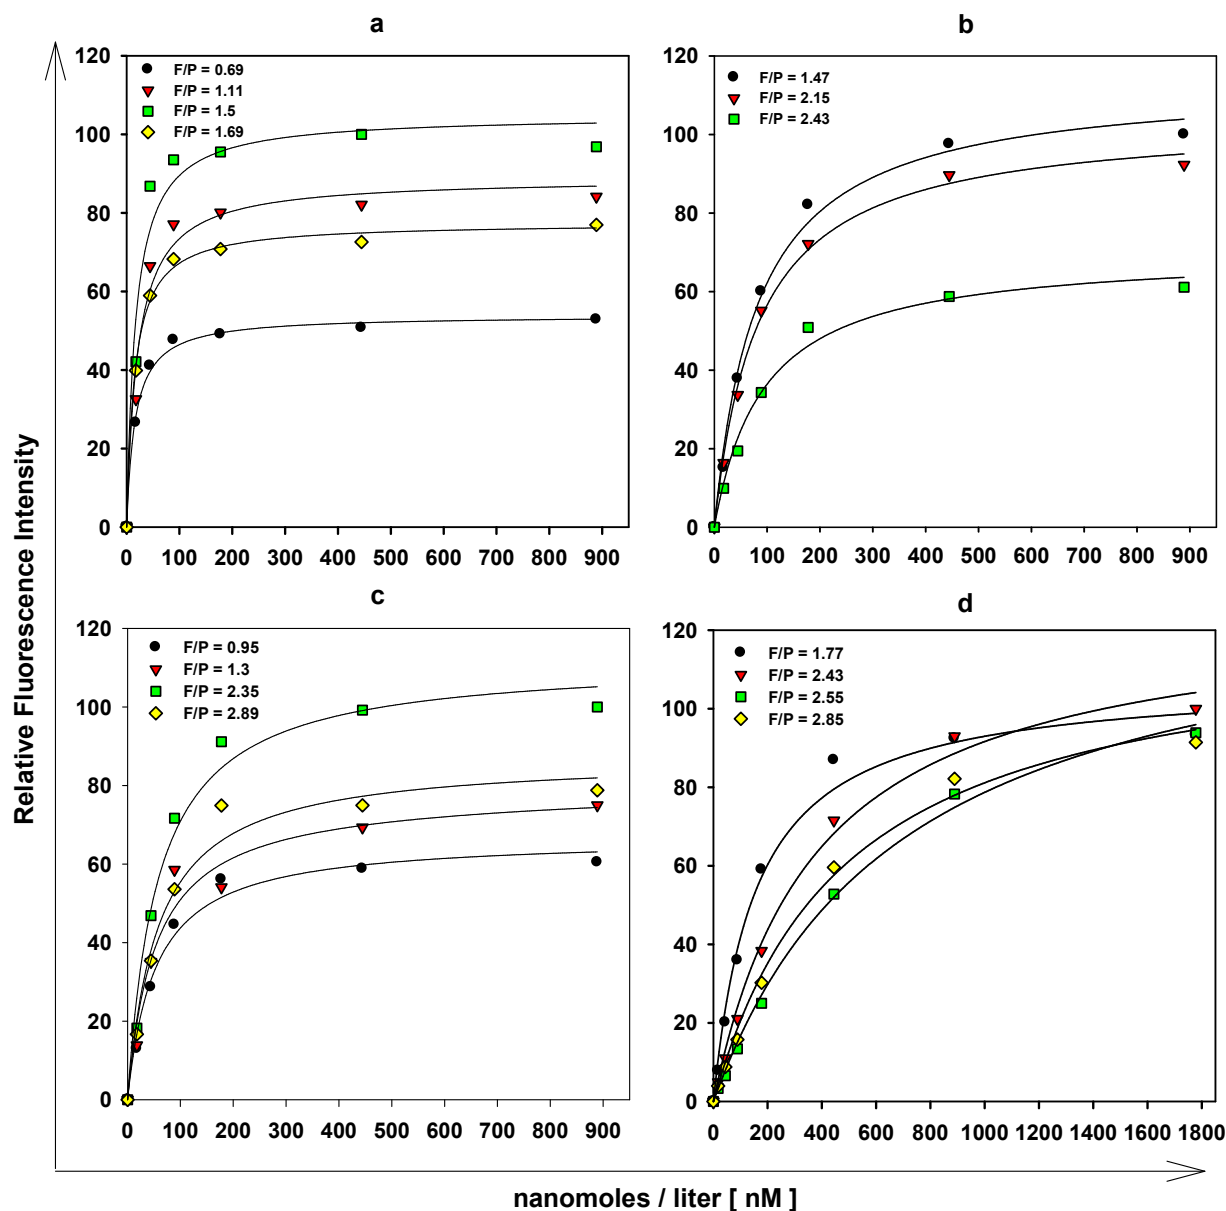 a
120
100
80
60
40
20
0
F/P = 0.69
F/P = 1.11
F/P = 1.5
F/P = 1.69
0 100 200 300 400 500 600 700 800 900
b
120
100
80
60
40
20
0
F/P = 1.47
F/P = 2.15
F/P = 2.43
0 100 200 300 400 500 600 700 800 900
Relative Fluorescence Intensity
c
120
100
80
60
40
20
0
F/P = 0.95
F/P = 1.3
F/P = 2.35
F/P = 2.89
0 100 200 300 400 500 600 700 800 900
d
120
100
80
60
40
20
0
F/P = 1.77
F/P = 2.43
F/P = 2.55
F/P = 2.85
0 200 400 600 800 1000 1200 1400 1600 1800
nanomoles / liter [ nM ]